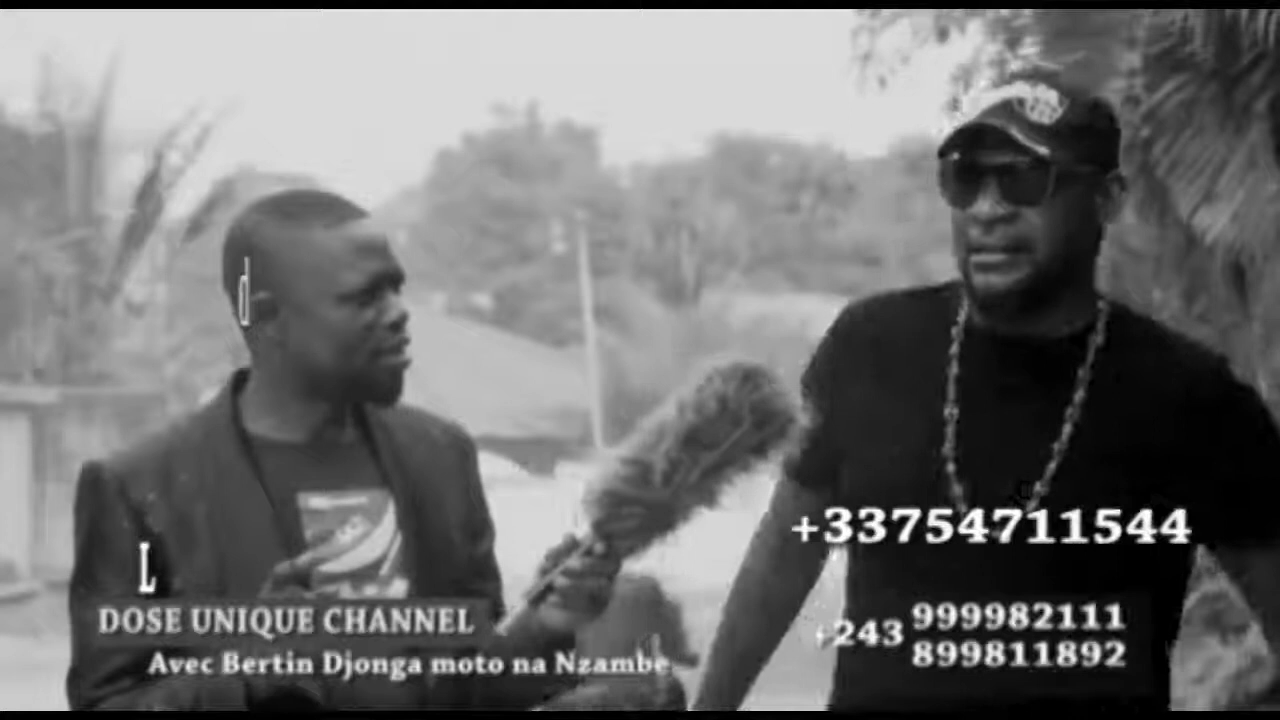 d
+33754711544
L
DOSE UNIQUE CHANNEL
+243 999982111
899811892
Avec Bertin Djonga moto na Nzambe